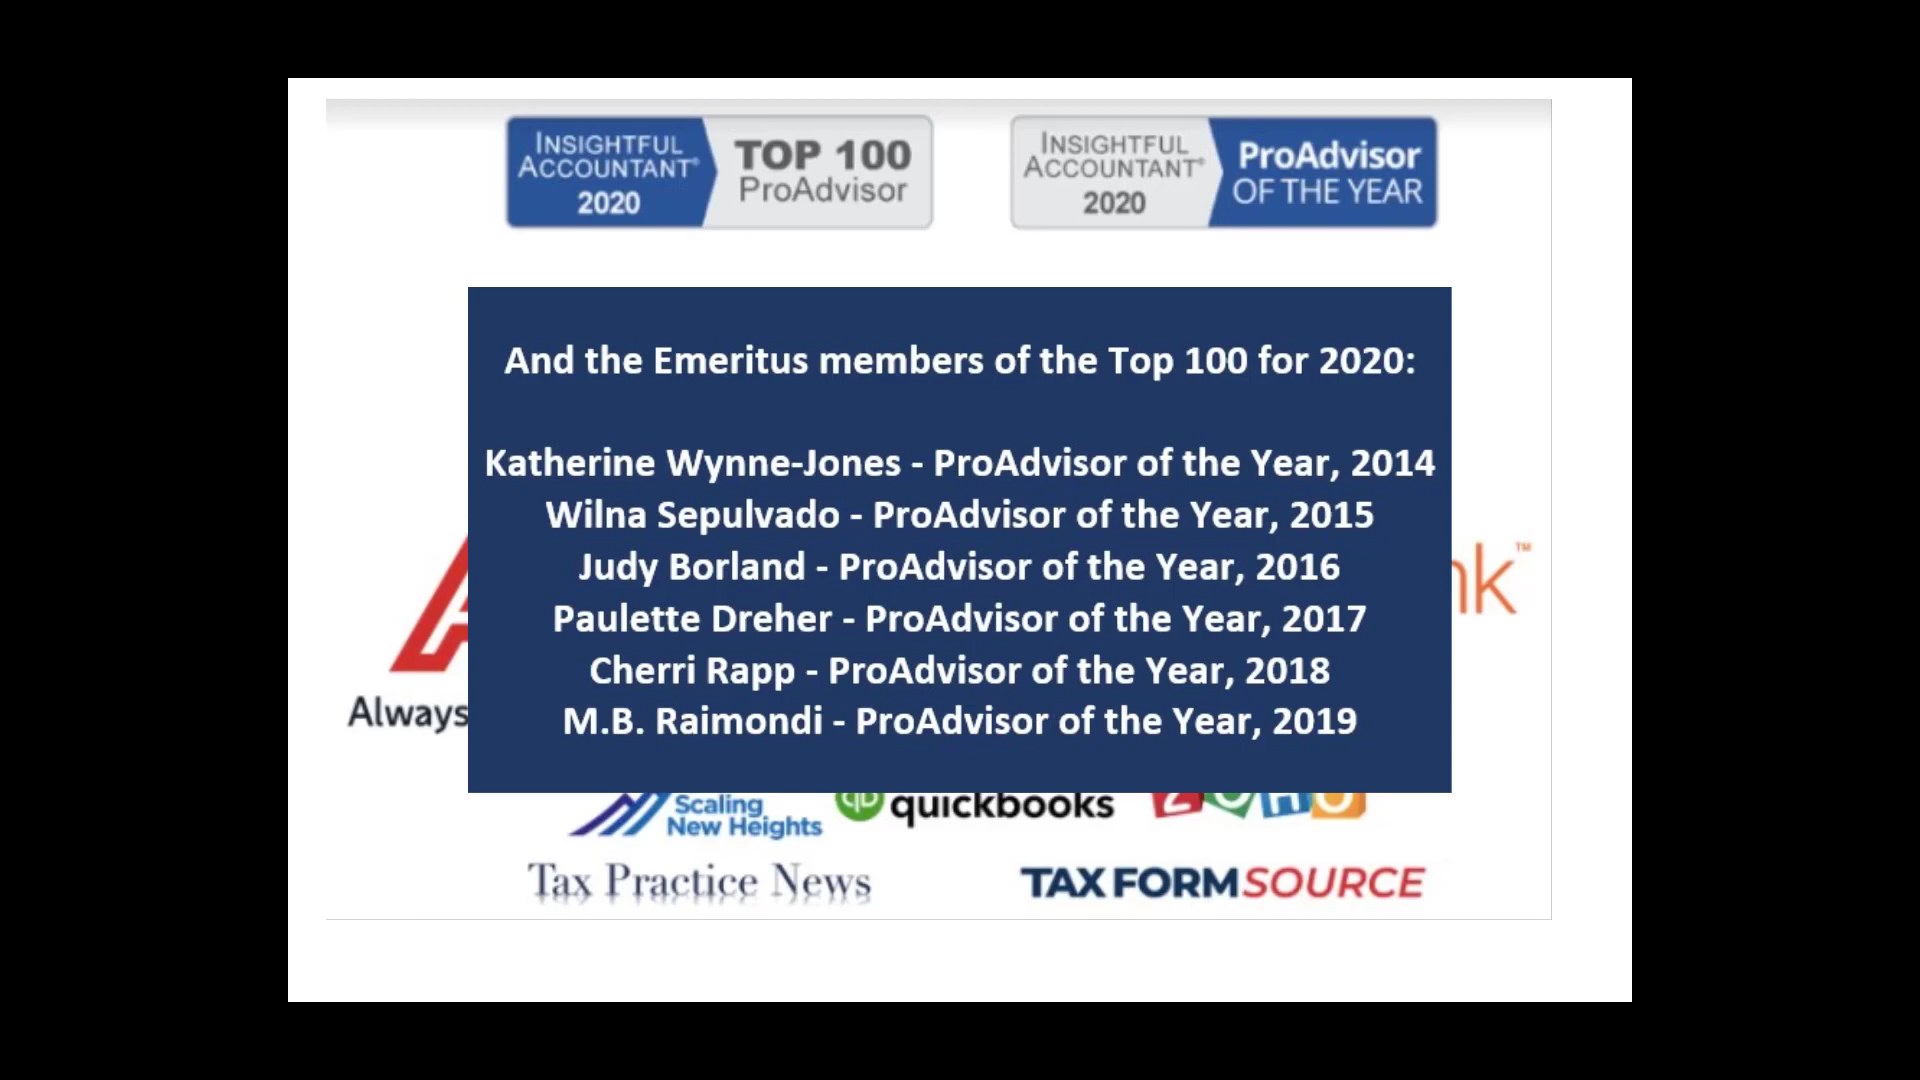 INSIGHTFUL
ACCOUNTANT®
2020
TOP 100
ProAdvisor
INSIGHTFUL
ACCOUNTANT®
2020
ProAdvisor
OF THE YEAR
And the Emeritus members of the Top 100 for 2020:
Katherine Wynne-Jones - ProAdvisor of the Year, 2014
Wilna Sepulvado - ProAdvisor of the Year, 2015
Judy Borland - ProAdvisor of the Year, 2016
Paulette Dreher - ProAdvisor of the Year, 2017
Cherri Rapp - ProAdvisor of the Year, 2018
M.B. Raimondi - ProAdvisor of the Year, 2019
Always
Scaling
New Heights
qb quickbooks
Tax Practice News
TAX FORM SOURCE